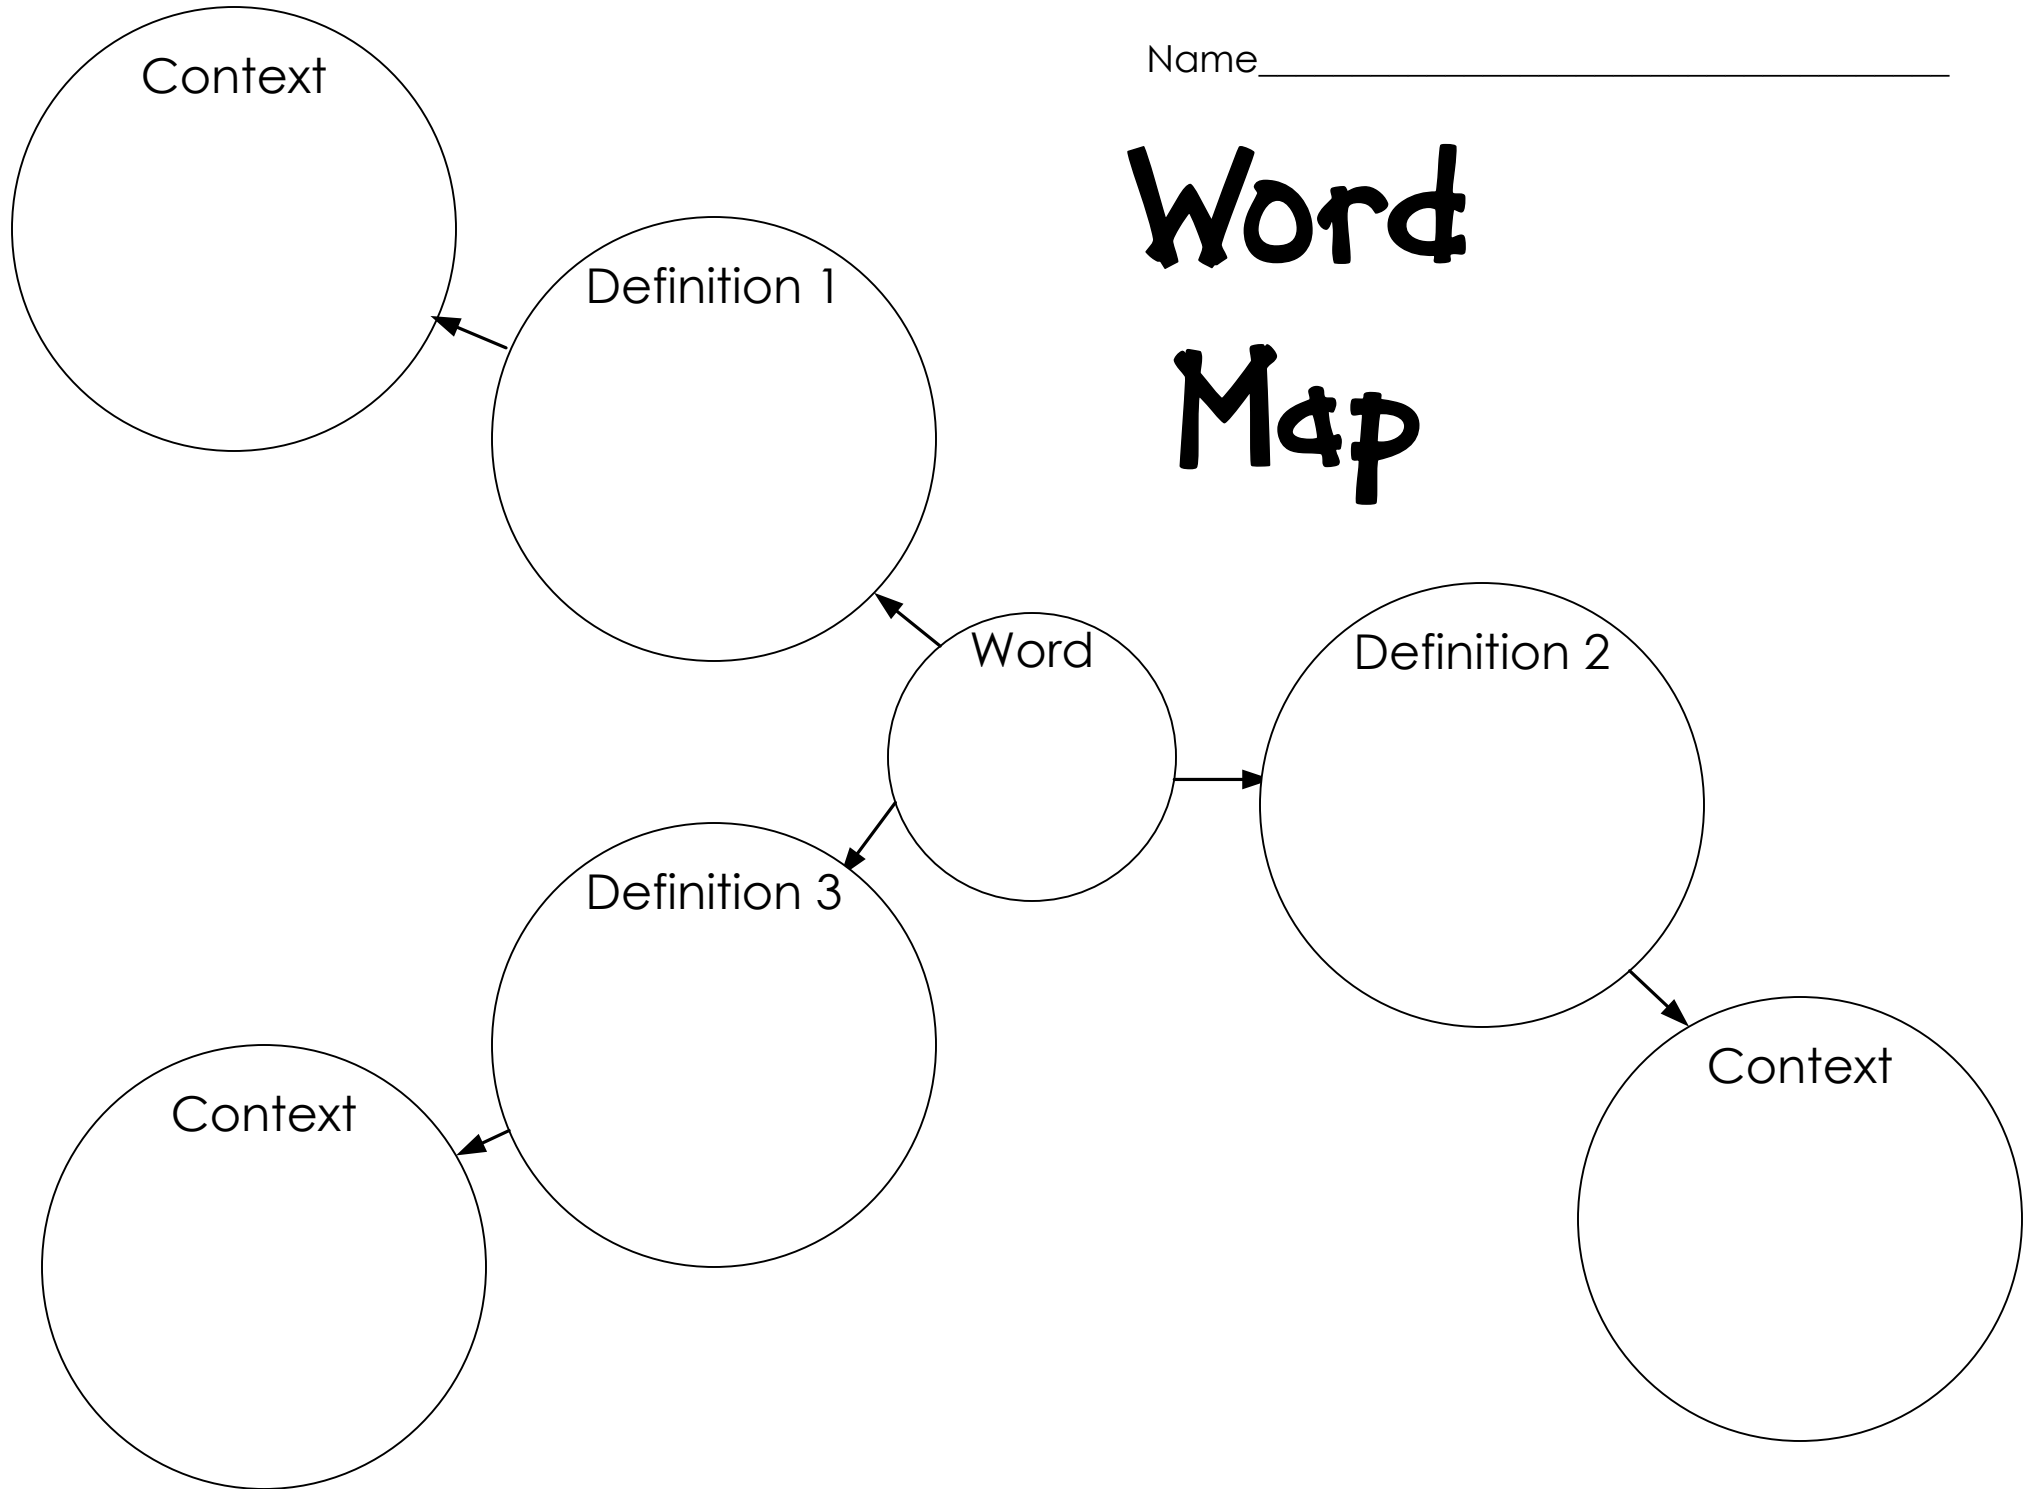 Name
Context
Word
Map
Definition 1
Word
Definition 2
Definition 3
Context
Context